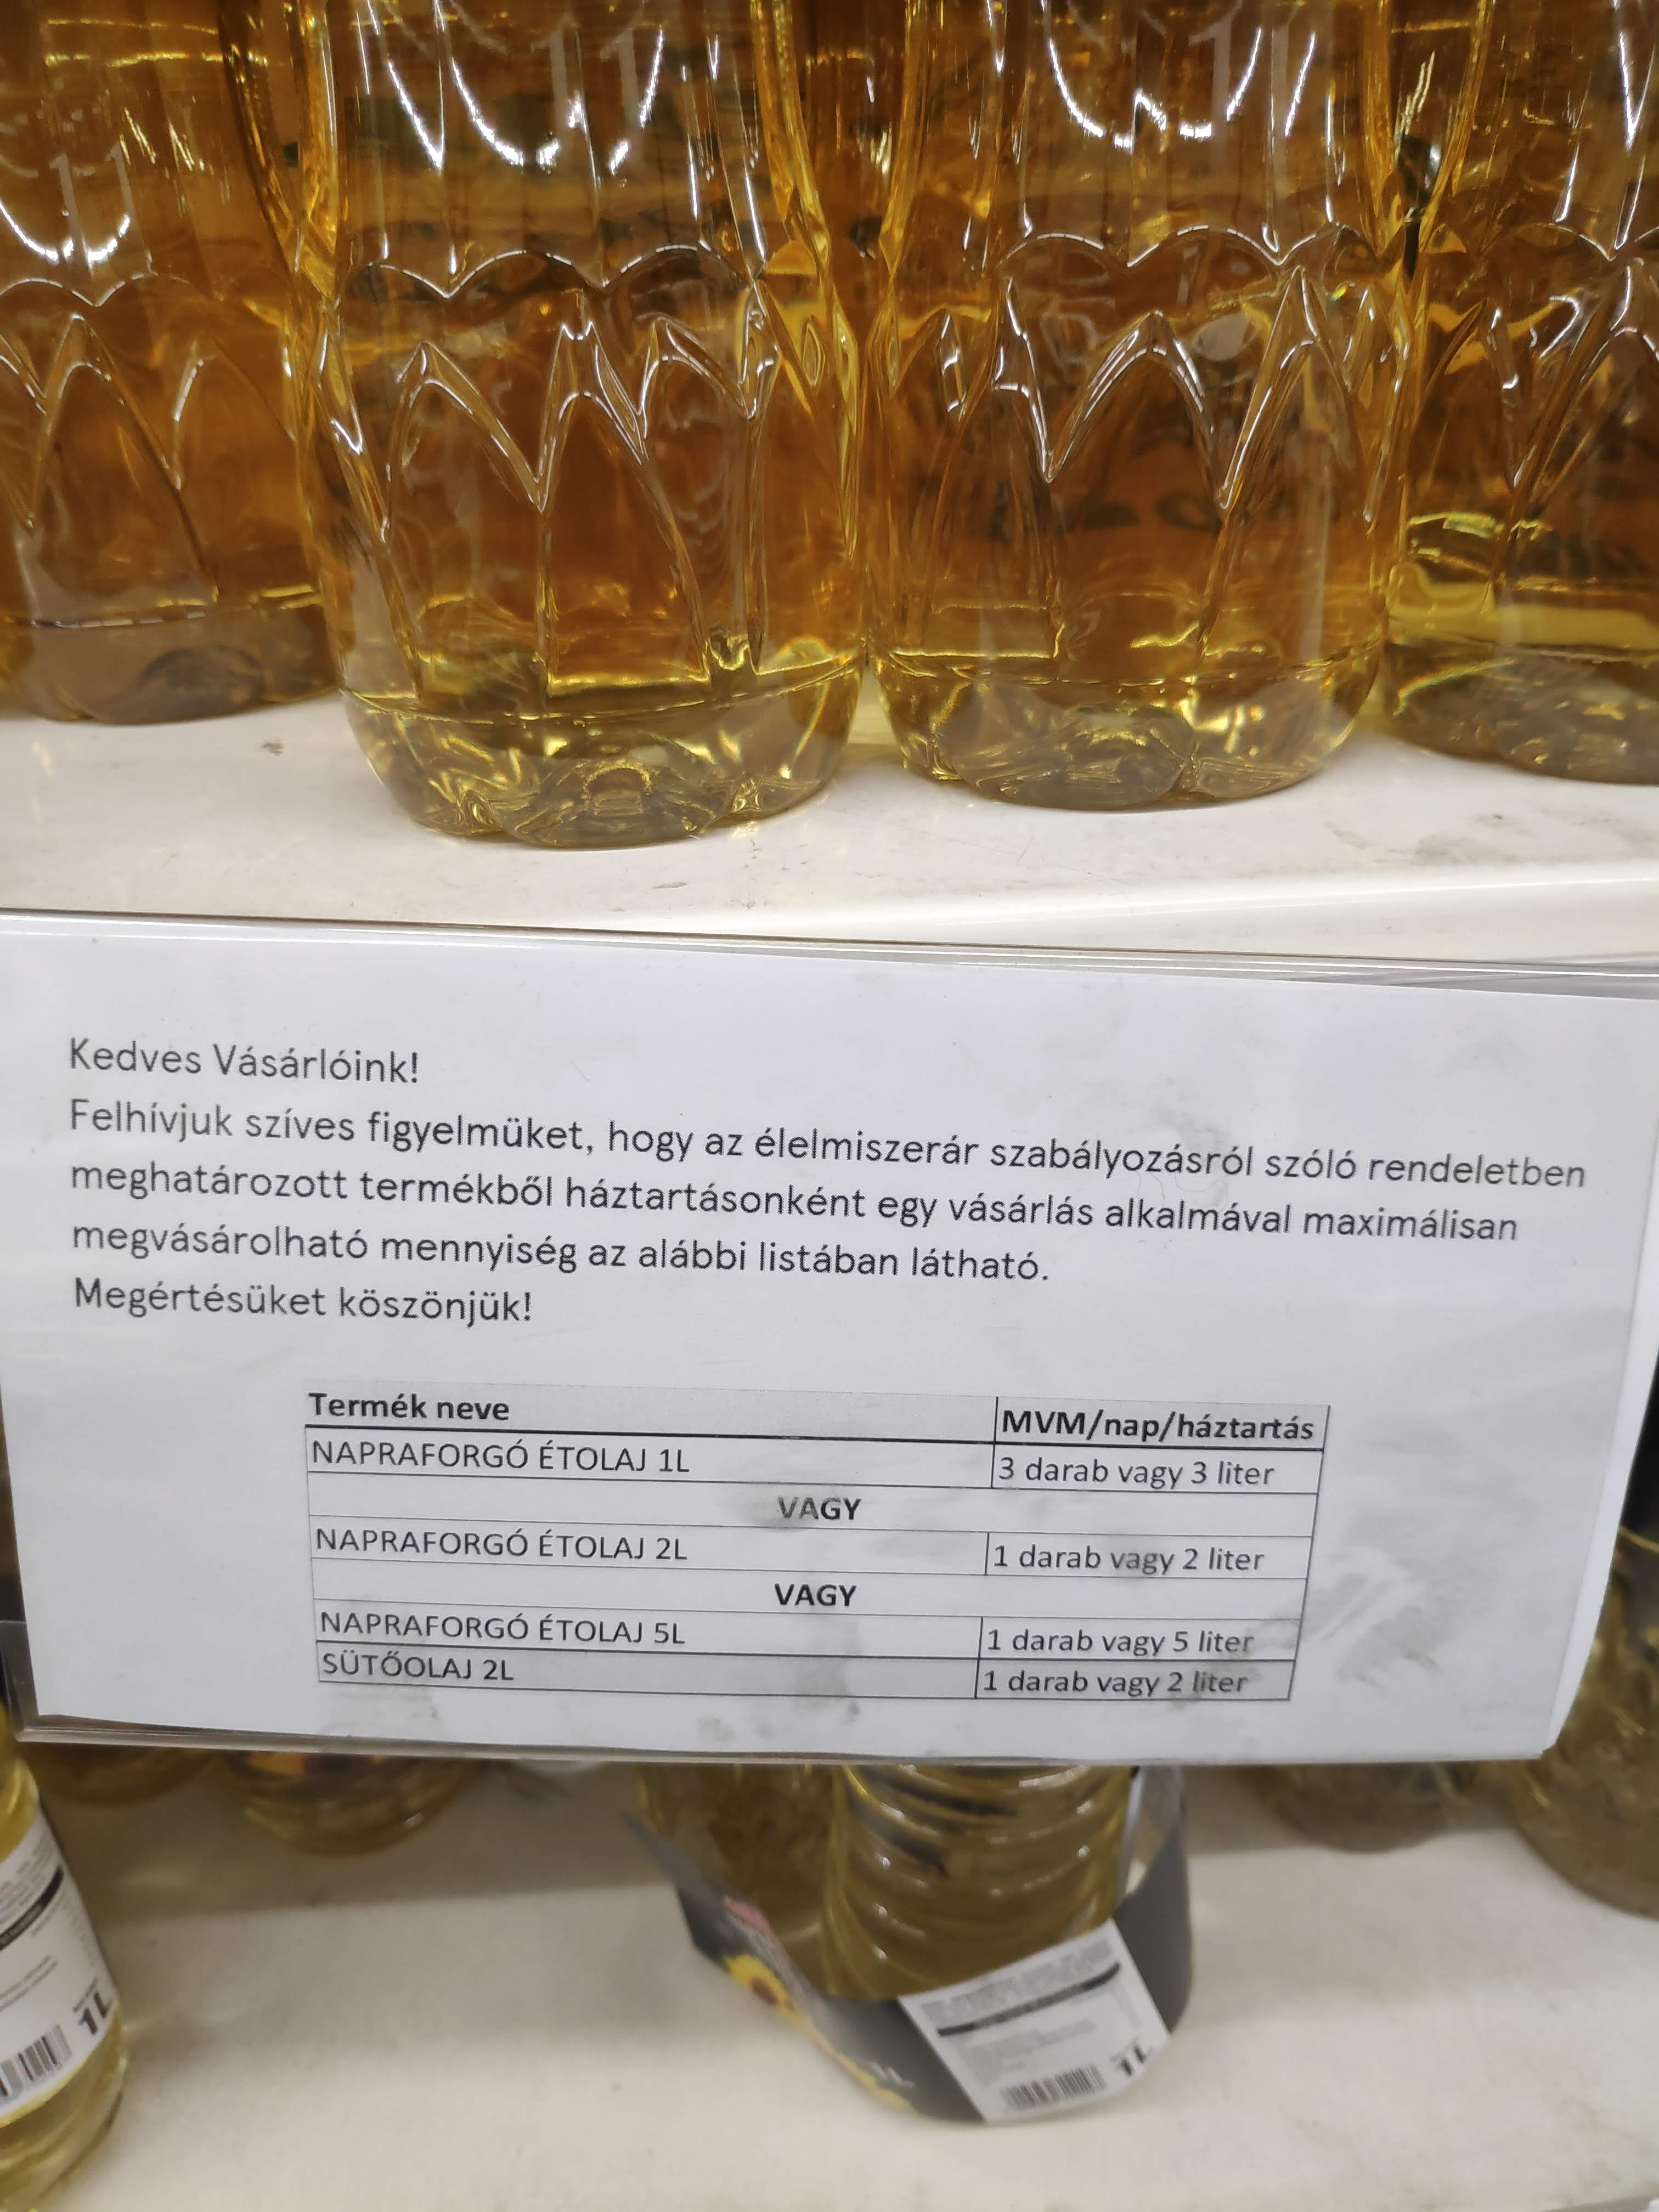 Kedves Vásárlóink!
Felhívjuk szíves figyelmüket, hogy az élelmiszerár szabályozásról szóló rendeletben
meghatározott termékből háztartásonként egy vásárlás alkalmával maximálisan
megvásárolható mennyiség az alábbi listában látható.
Megértésüket köszönjük!
Termék neve MVM/nap/háztartás
NAPRAFORGÓ ÉTOLAJ 1L 3 darab vagy 3 liter
VAGY
NAPRAFORGÓ ÉTOLAJ 2L 1 darab vagy 2 liter
VAGY
NAPRAFORGÓ ÉTOLAJ 5L 1 darab vagy 5 liter
SÜTŐOLAJ 2L 1 darab vagy 2 liter
1L
1L